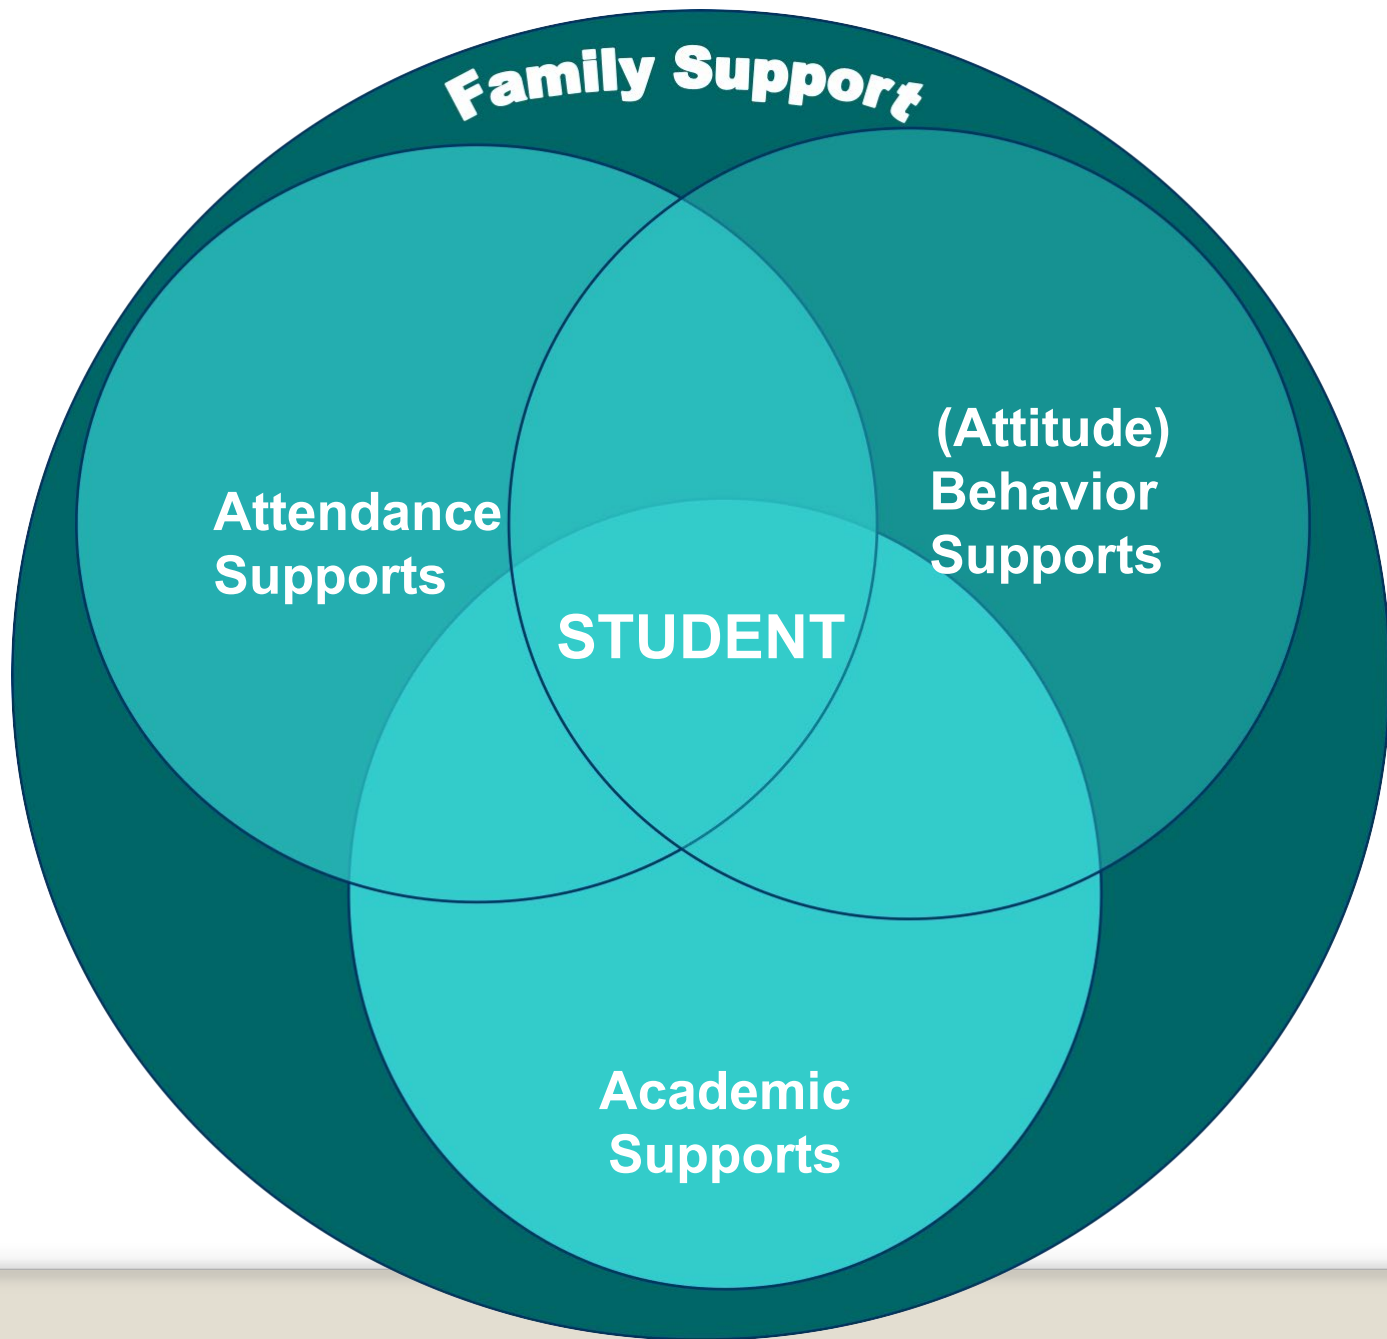 Family Support
(Attitude)
Behavior
Supports
Attendance
Supports
STUDENT
Academic
Supports